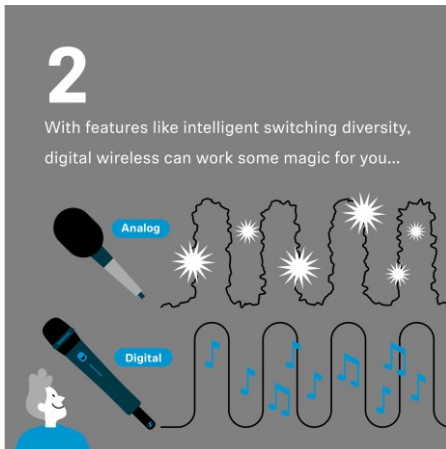 2
With features like intelligent switching diversity,
digital wireless can work some magic for you...
Analog
Digital